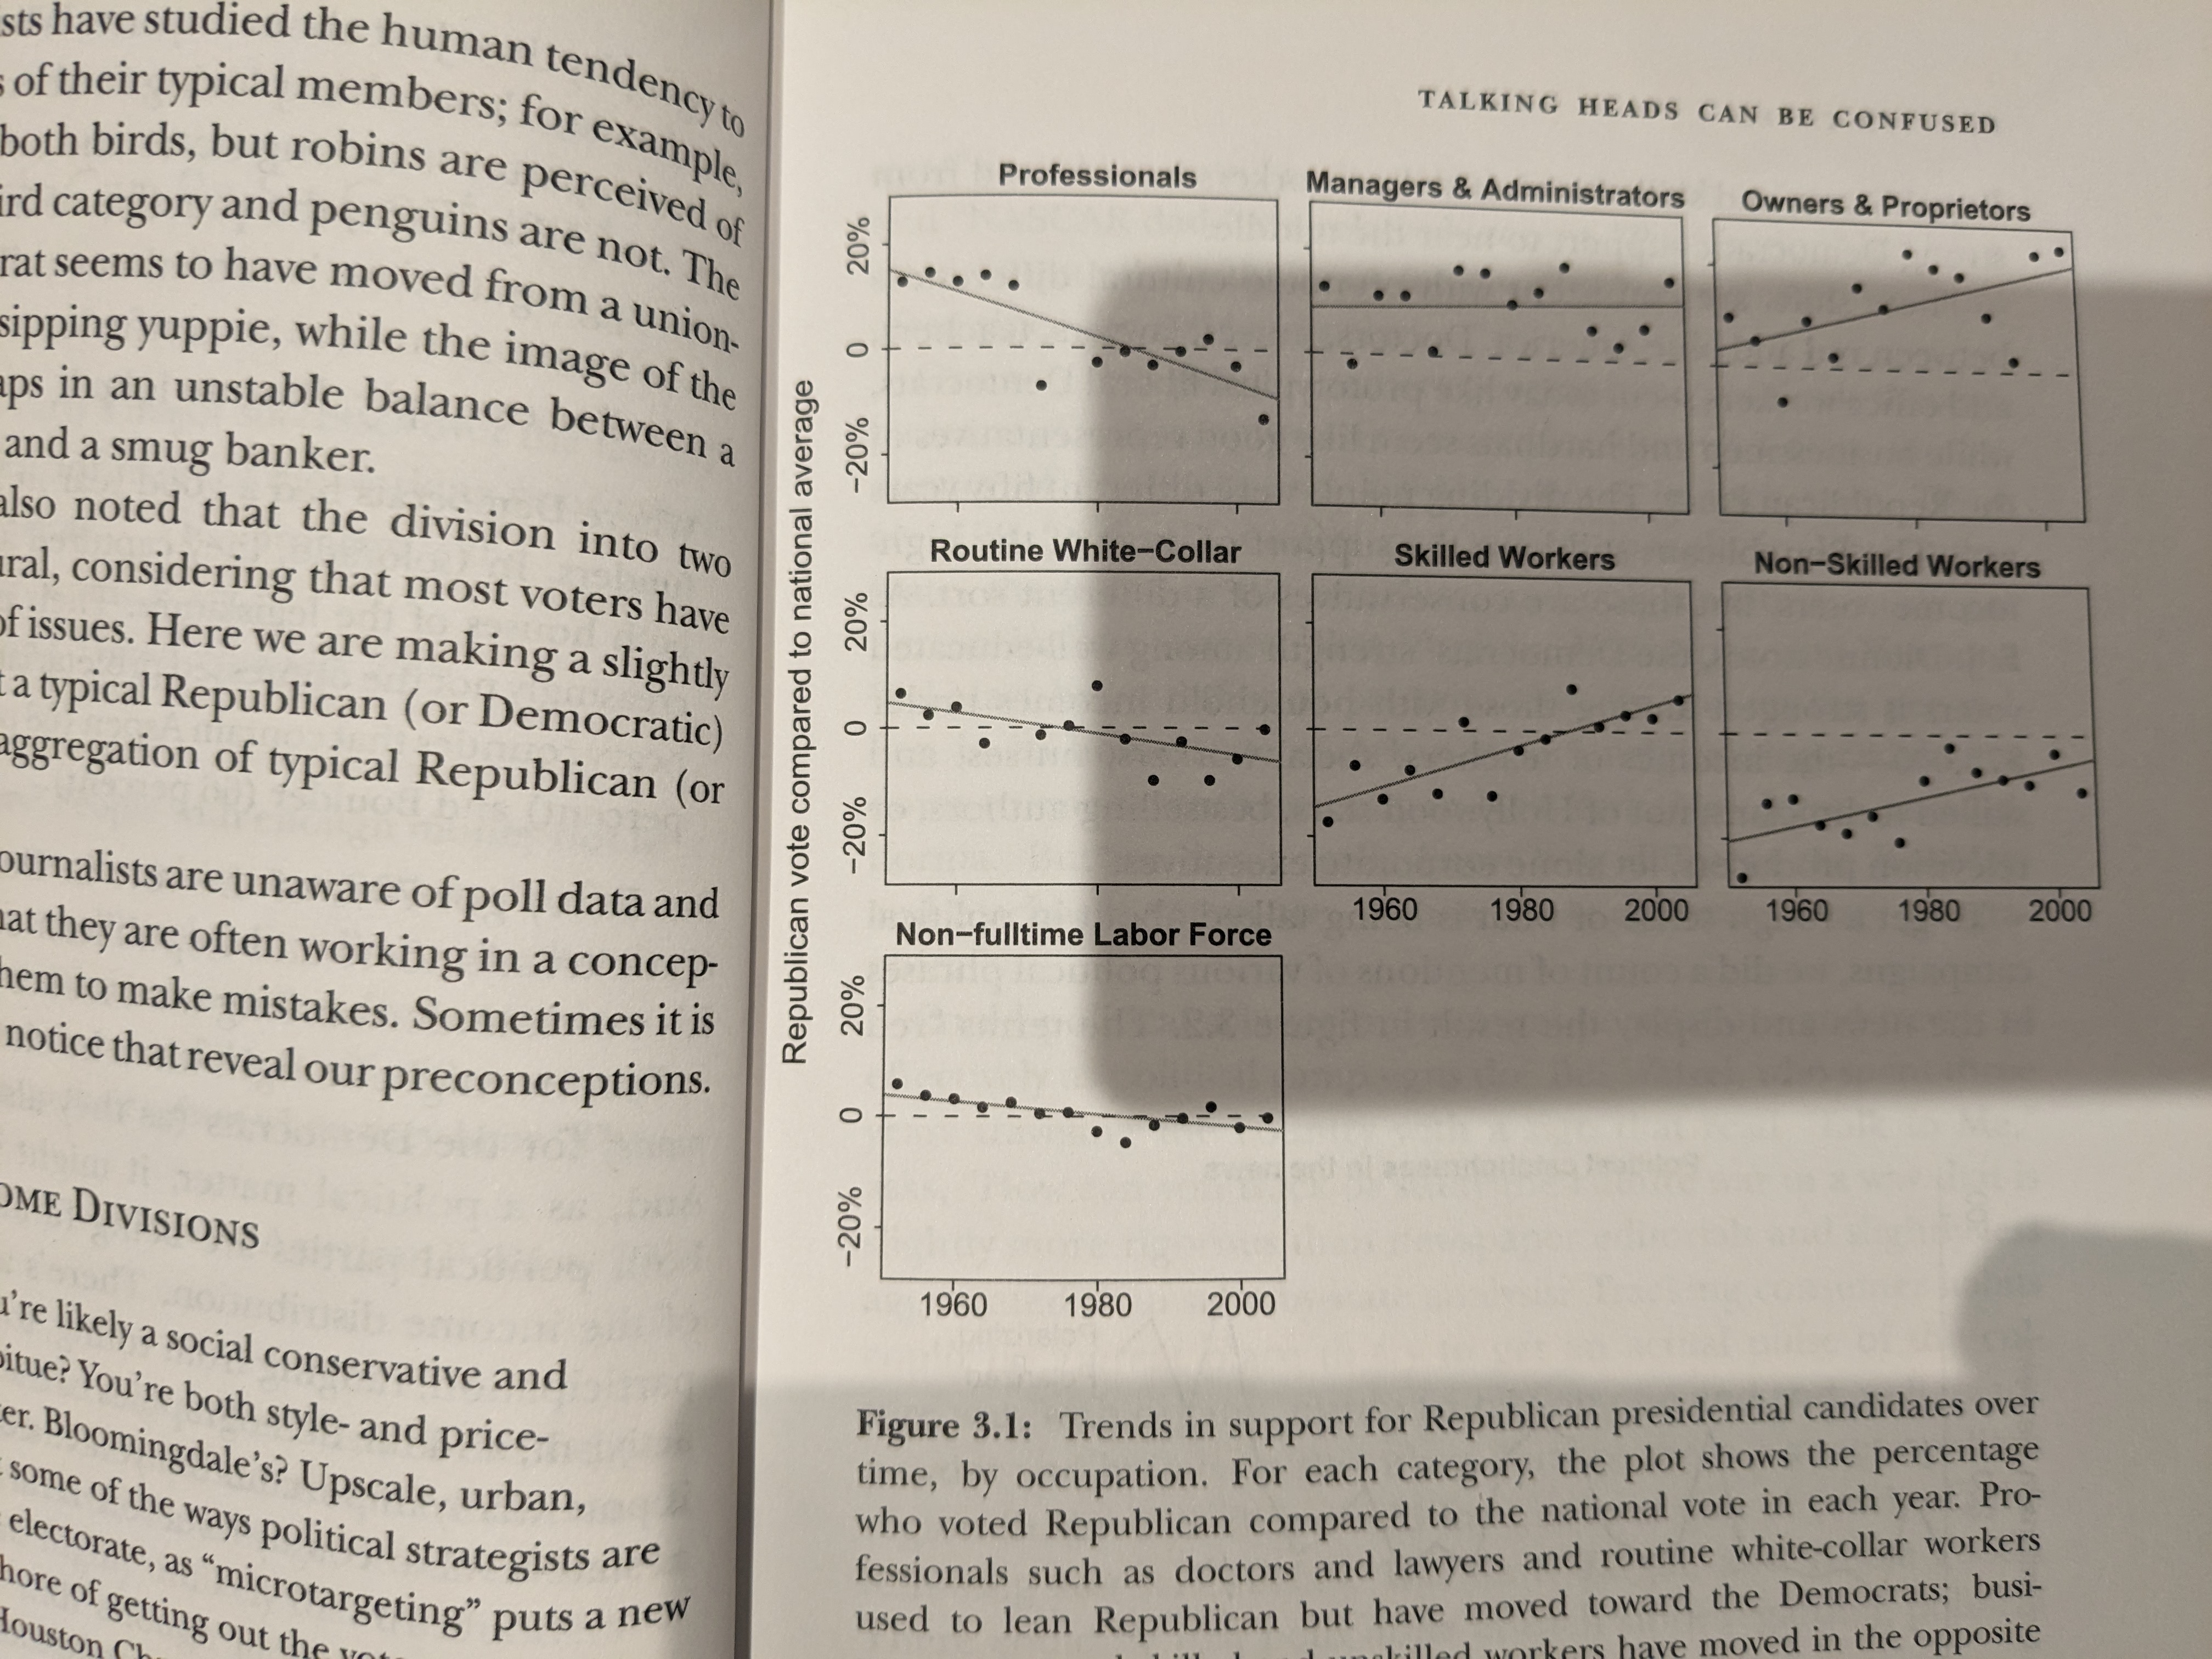 sts have studied the human tendency to
of their typical members; for example,
both birds, but robins are perceived of
ird category and penguins are not. The
rat seems to have moved from a union-
sipping yuppie, while the image of the
aps in an unstable balance between a
and a smug banker.
also noted that the division into two
ural, considering that most voters have
of issues. Here we are making a slightly
t a typical Republican (or Democratic)
aggregation of typical Republican (or
ournalists are unaware of poll data and
hat they are often working in a concep-
hem to make mistakes. Sometimes it is
notice that reveal our preconceptions.
OME DIVISIONS
u're likely a social conservative and
bitue? You're both style- and price-
er. Bloomingdale's? Upscale, urban,
some of the ways political strategists are
electorate, as “microtargeting” puts a new
hore of getting out the vote
Houston Ch
TALKING HEADS CAN BE CONFUSED
Republican vote compared to national average
Professionals
Managers & Administrators
Owners & Proprietors
20%
0
−20%
Routine White−Collar
Skilled Workers
Non−Skilled Workers
20%
0
−20%
1960 1980 2000
1960 1980 2000
Non−fulltime Labor Force
20%
0
−20%
1960 1980 2000
Figure 3.1: Trends in support for Republican presidential candidates over
time, by occupation. For each category, the plot shows the percentage
who voted Republican compared to the national vote in each year. Pro-
fessionals such as doctors and lawyers and routine white-collar workers
used to lean Republican but have moved toward the Democrats; busi-
workers have moved in the opposite